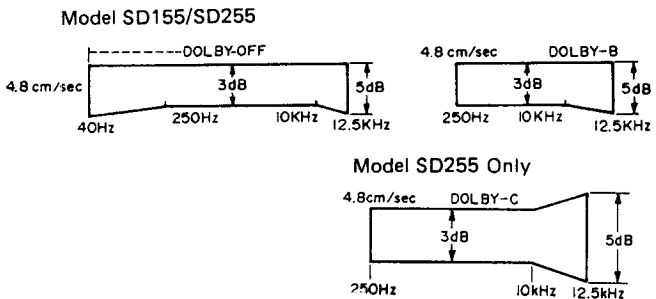 Model SD155/SD255
DOLBY-OFF
4.8 cm/sec
3dB
5dB
40Hz
250Hz
10KHz
12.5KHz
4.8 cm/sec
DOLBY-B
3dB
5dB
250Hz
10KHz
12.5KHz
Model SD255 Only
4.8cm/sec
DOLBY-C
3dB
5dB
250Hz
10kHz
12.5kHz